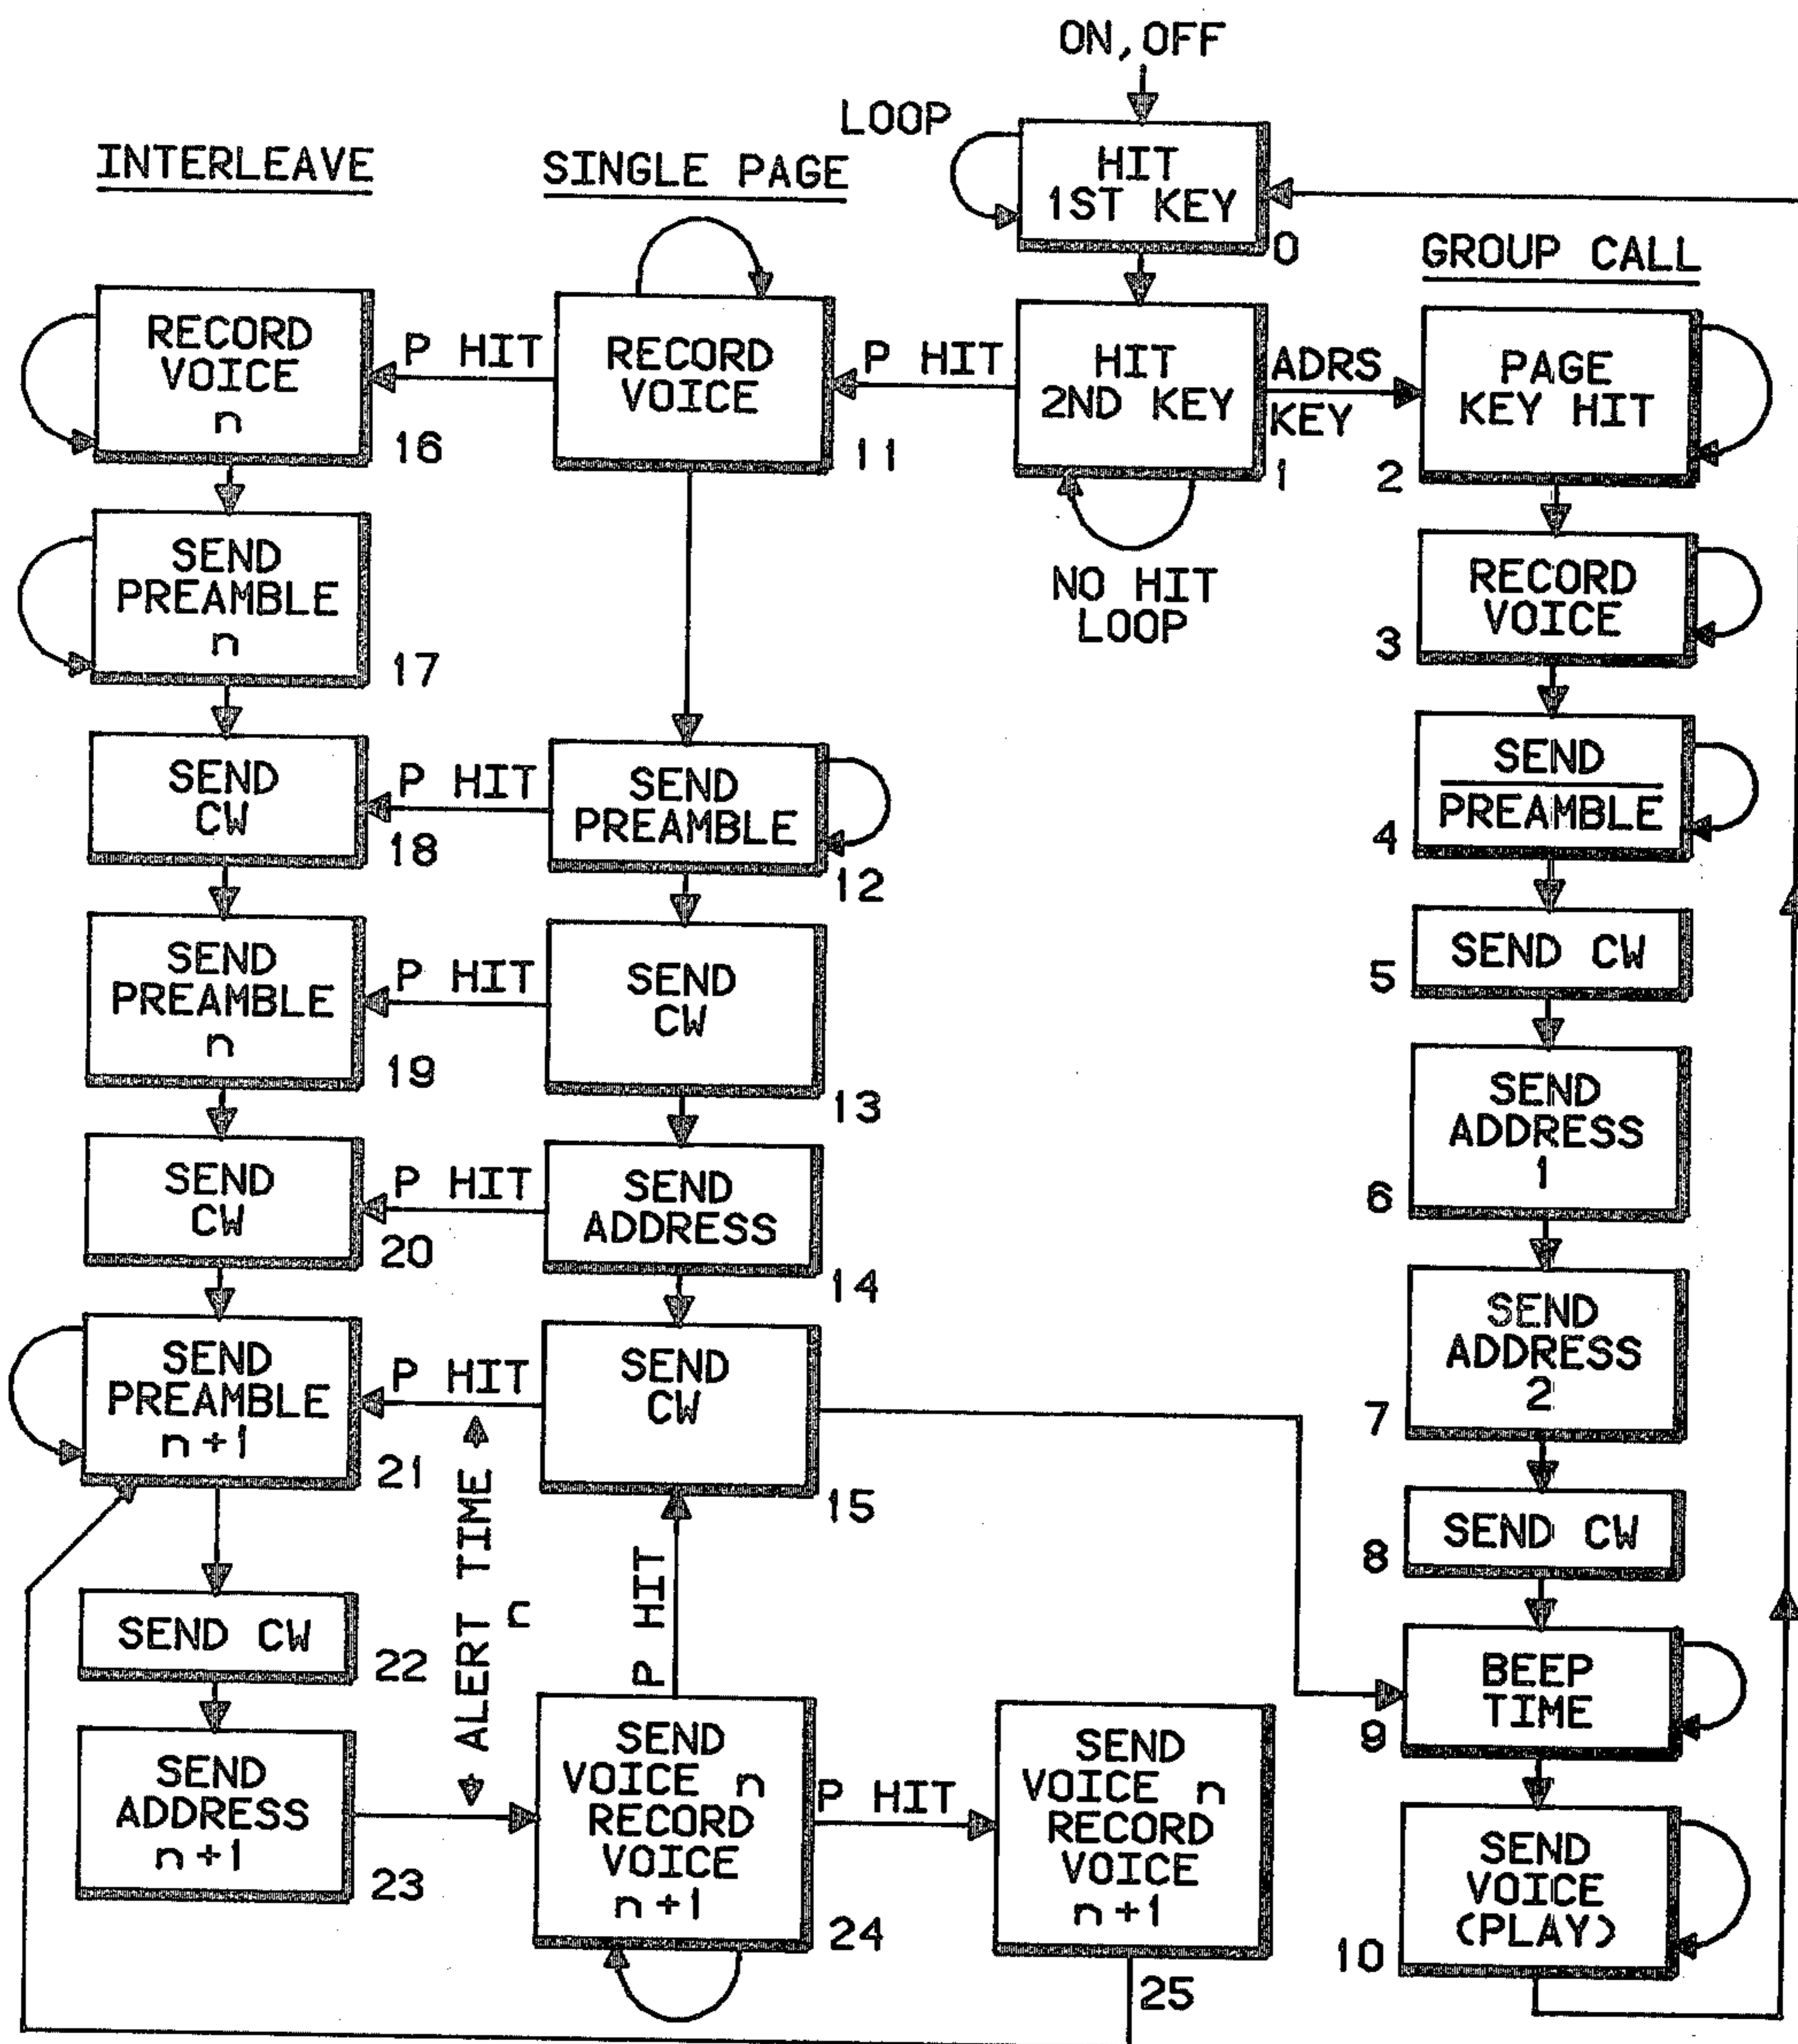 ON, OFF
LOOP
HIT
1ST KEY
0
INTERLEAVE
SINGLE PAGE
GROUP CALL
RECORD
VOICE
n
16
P HIT
RECORD
VOICE
11
P HIT
HIT
2ND KEY
1
ADRS
KEY
PAGE
KEY HIT
2
NO HIT
LOOP
SEND
PREAMBLE
n
17
RECORD
VOICE
3
SEND
CW
18
P HIT
SEND
PREAMBLE
12
SEND
PREAMBLE
4
SEND
PREAMBLE
n
19
P HIT
SEND
CW
13
SEND CW
5
SEND
ADDRESS
1
6
SEND
CW
20
P HIT
SEND
ADDRESS
14
SEND
ADDRESS
2
7
SEND
PREAMBLE
n+1
21
P HIT
SEND
CW
15
ALERT TIME
P HIT
SEND CW
8
SEND CW
22
BEEP
TIME
9
SEND
ADDRESS
n+1
23
SEND
VOICE n
RECORD
VOICE
n+1
24
P HIT
SEND
VOICE n
RECORD
VOICE
n+1
25
SEND
VOICE
(PLAY)
10